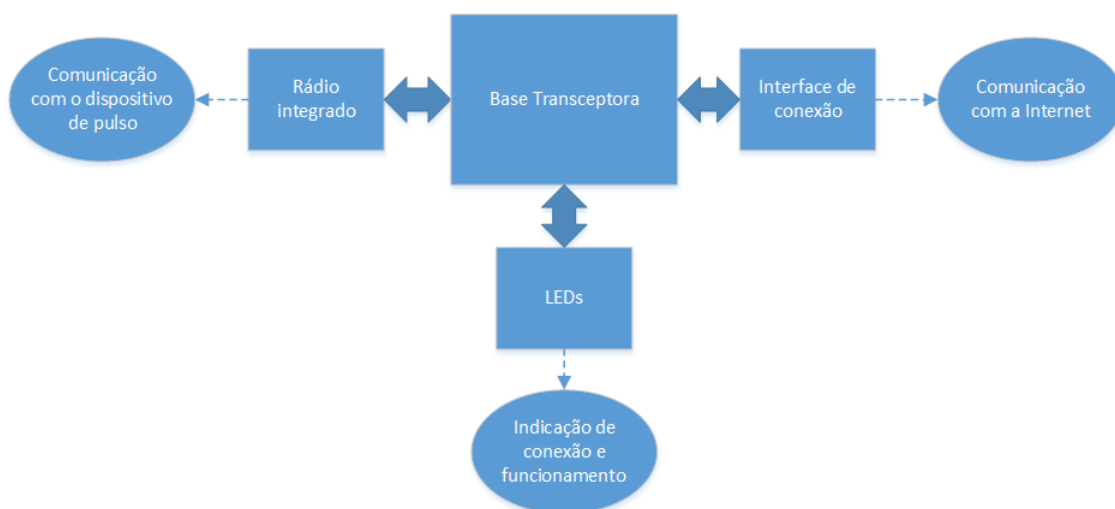 Comunicação
com o dispositivo
de pulso
Rádio
integrado
Base Transceptora
Interface de
conexão
Comunicação
com a Internet
LEDs
Indicação de
conexão e
funcionamento